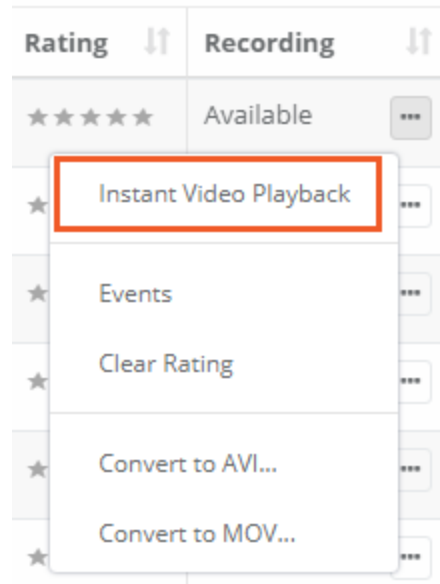 Rating Recording
Available
Instant Video Playback
Events
Clear Rating
Convert to AVI...
Convert to MOV...